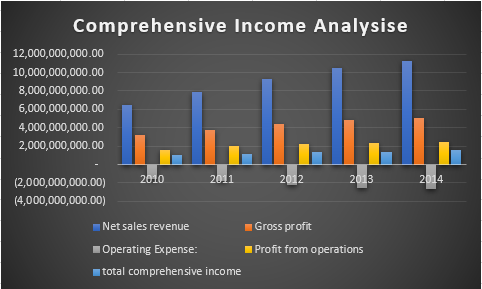 Comprehensive Income Analysise
12,000,000,000.00
10,000,000,000.00
8,000,000,000.00
6,000,000,000.00
4,000,000,000.00
2,000,000,000.00
-
(2,000,000,000.00)
(4,000,000,000.00)
2010 2011 2012 2013 2014
Net sales revenue Gross profit
Operating Expense: Profit from operations
total comprehensive income